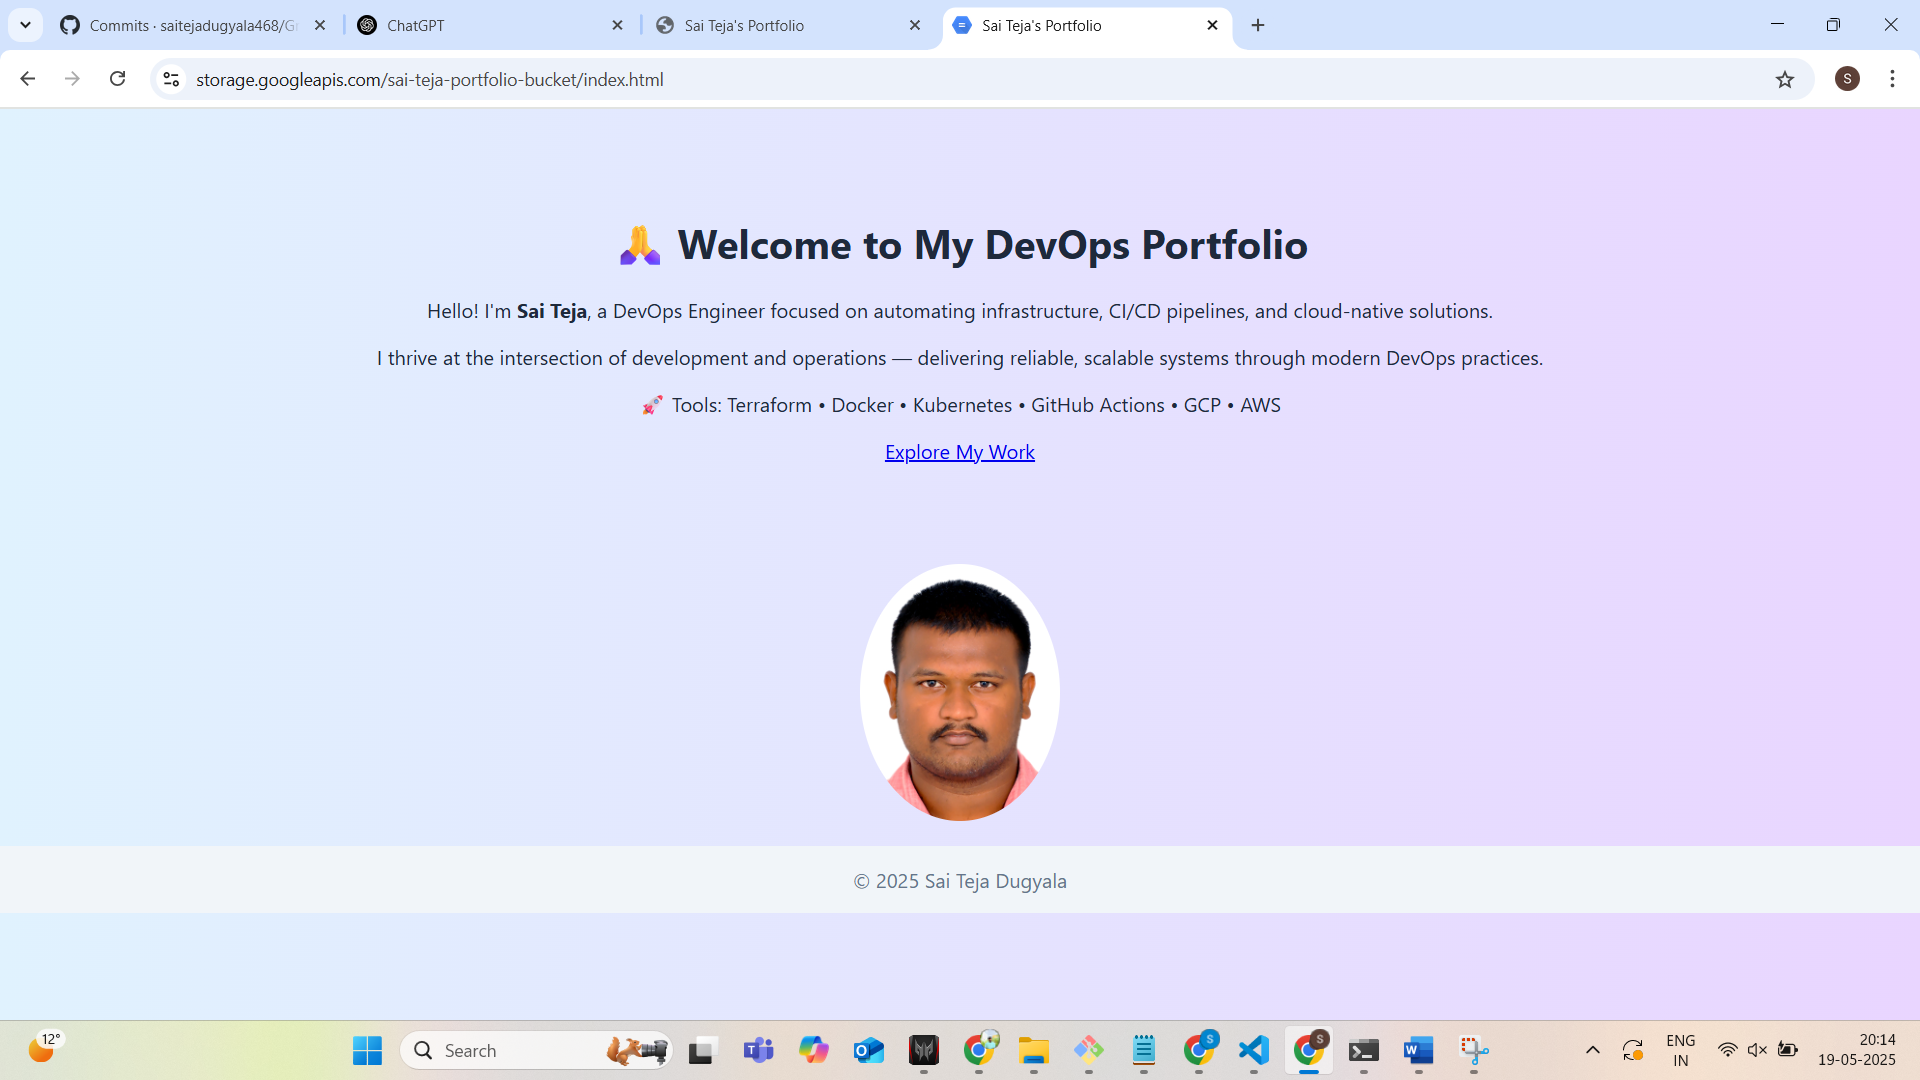 Commits · saitejadugyala468/Gr
ChatGPT
Sai Teja's Portfolio
Sai Teja's Portfolio
storage.googleapis.com/sai-teja-portfolio-bucket/index.html
S
🙏 Welcome to My DevOps Portfolio
Hello! I'm Sai Teja, a DevOps Engineer focused on automating infrastructure, CI/CD pipelines, and cloud-native solutions.
I thrive at the intersection of development and operations — delivering reliable, scalable systems through modern DevOps practices.
🚀 Tools: Terraform • Docker • Kubernetes • GitHub Actions • GCP • AWS
Explore My Work
© 2025 Sai Teja Dugyala
12°
Search
S
S
ENG
IN
20:14
19-05-2025